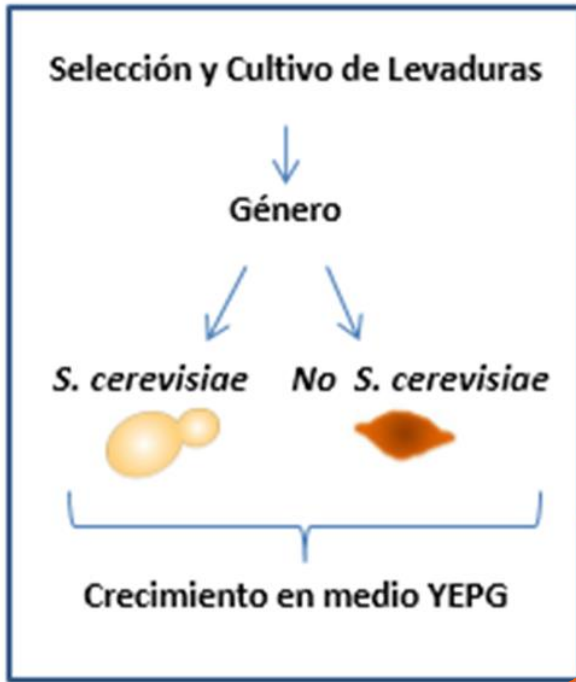 Selección y Cultivo de Levaduras
Género
S. cerevisiae No S. cerevisiae
Crecimiento en medio YEPG